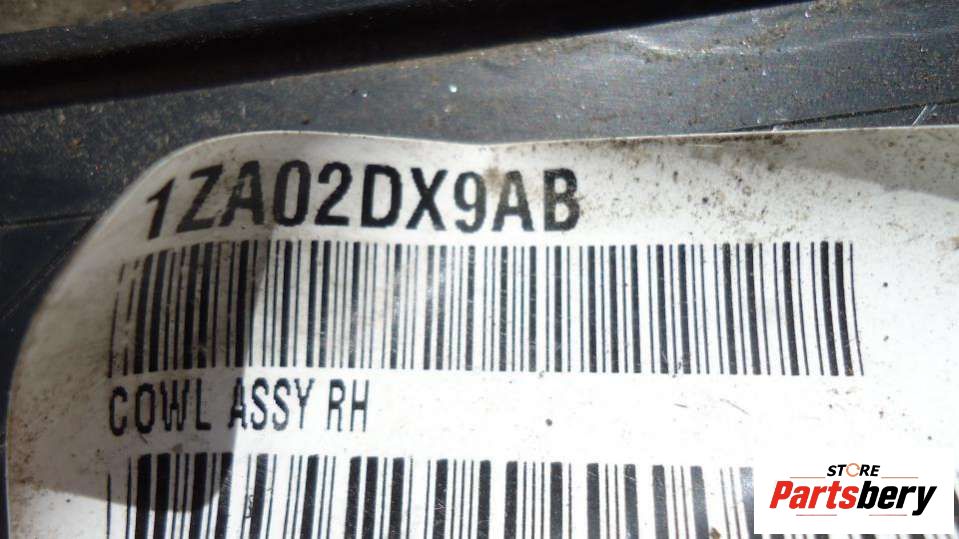 1ZA02DX9AB
COWL ASSY RH
STORE
Partsbery